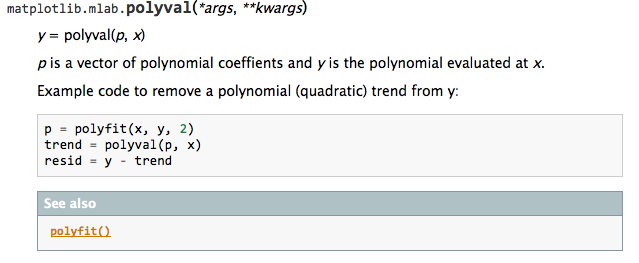 matplotlib.mlab.polyval(*args, **kwargs)
y = polyval(p, x)
p is a vector of polynomial coeffients and y is the polynomial evaluated at x.
Example code to remove a polynomial (quadratic) trend from y:
p = polyfit(x, y, 2)
trend = polyval(p, x)
resid = y - trend
See also
polyfit()